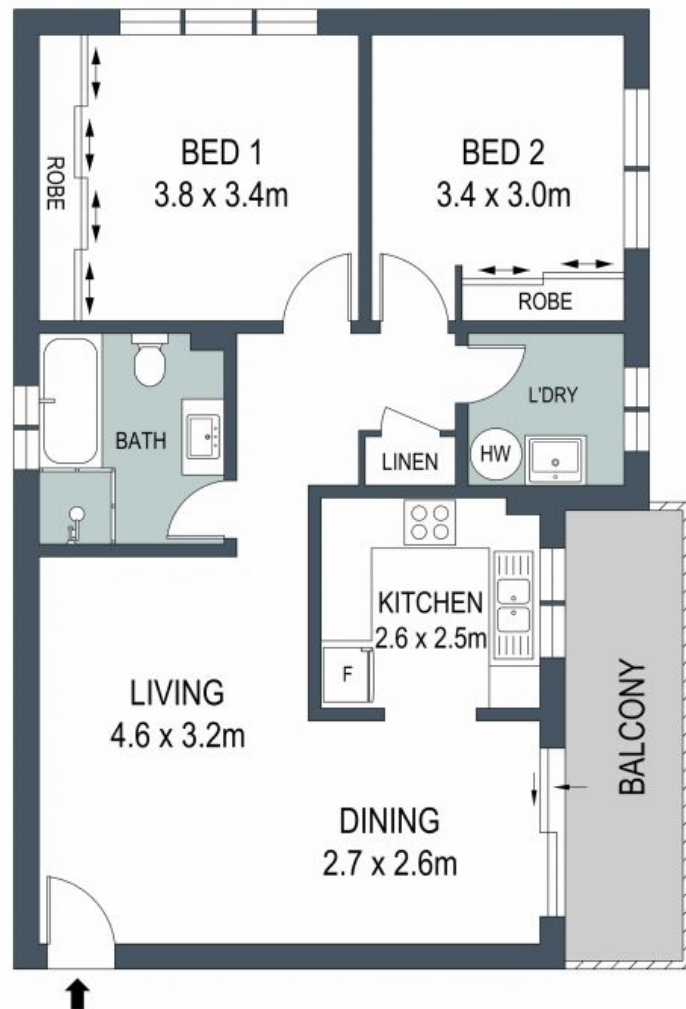 BED 1
3.8 x 3.4m
BED 2
3.4 x 3.0m
ROBE
ROBE
BATH
L'DRY
HW
LINEN
KITCHEN
2.6 x 2.5m
F
LIVING
4.6 x 3.2m
DINING
2.7 x 2.6m
BALCONY